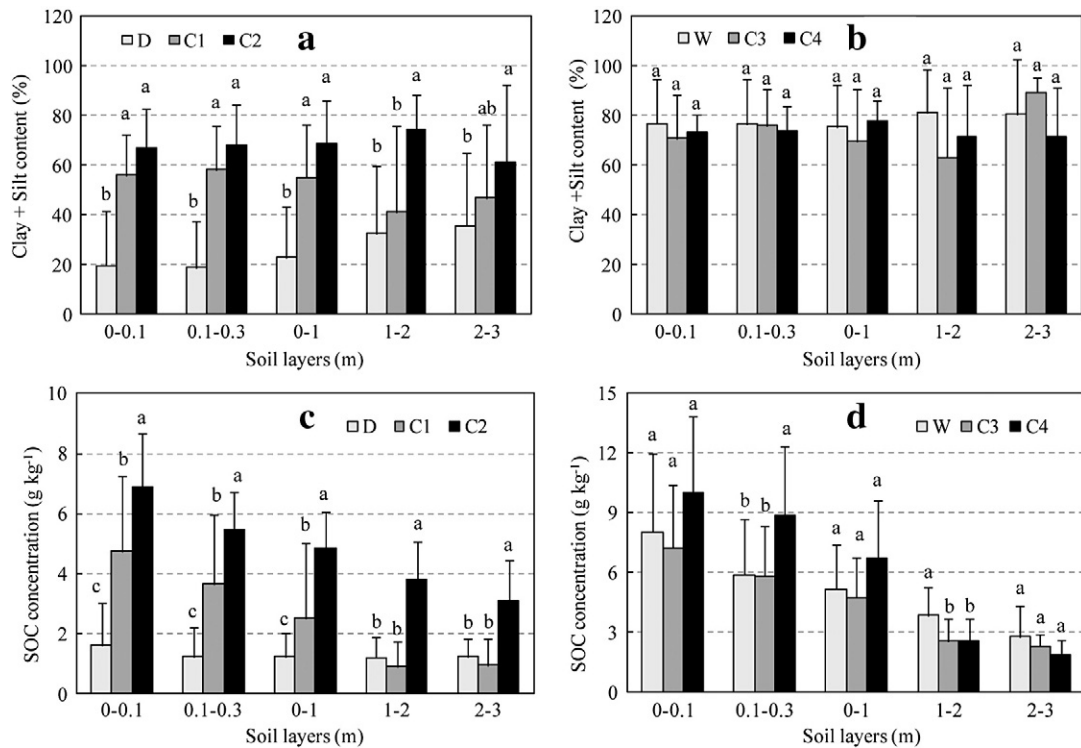 a
D C1 C2
Clay + Silt content (%)
120
100
80
60
40
20
0
b a a
b a a
b a a
b b a
b ab a
0-0.1 0.1-0.3 0-1 1-2 2-3
Soil layers (m)
b
W C3 C4
Clay +Silt content (%)
120
100
80
60
40
20
0
a a a
a a a
a a a
a a a
a a a
0-0.1 0.1-0.3 0-1 1-2 2-3
Soil layers (m)
c
D C1 C2
SOC concentration (g kg⁻¹)
10
8
6
4
2
0
c b a
c b a
c b a
b b a
b b a
0-0.1 0.1-0.3 0-1 1-2 2-3
Soil layers (m)
d
W C3 C4
SOC concentration (g kg⁻¹)
15
12
9
6
3
0
a a a
b b a
a a a
a b b
a a a
0-0.1 0.1-0.3 0-1 1-2 2-3
Soil layers (m)